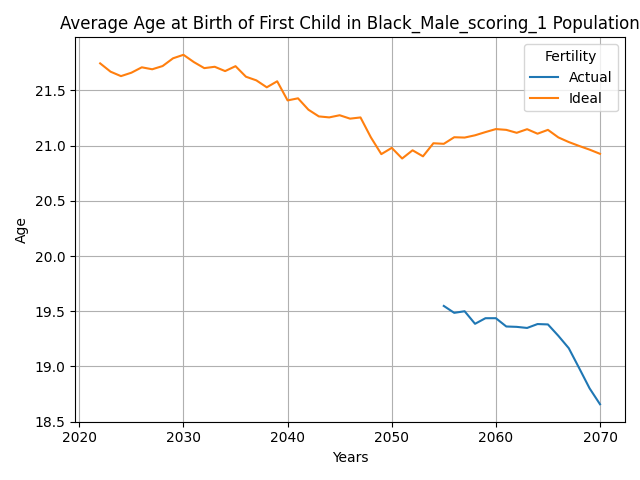 Average Age at Birth of First Child in Black_Male_scoring_1 Population
Fertility
Actual
Ideal
Age
21.5
21.0
20.5
20.0
19.5
19.0
18.5
2020 2030 2040 2050 2060 2070
Years